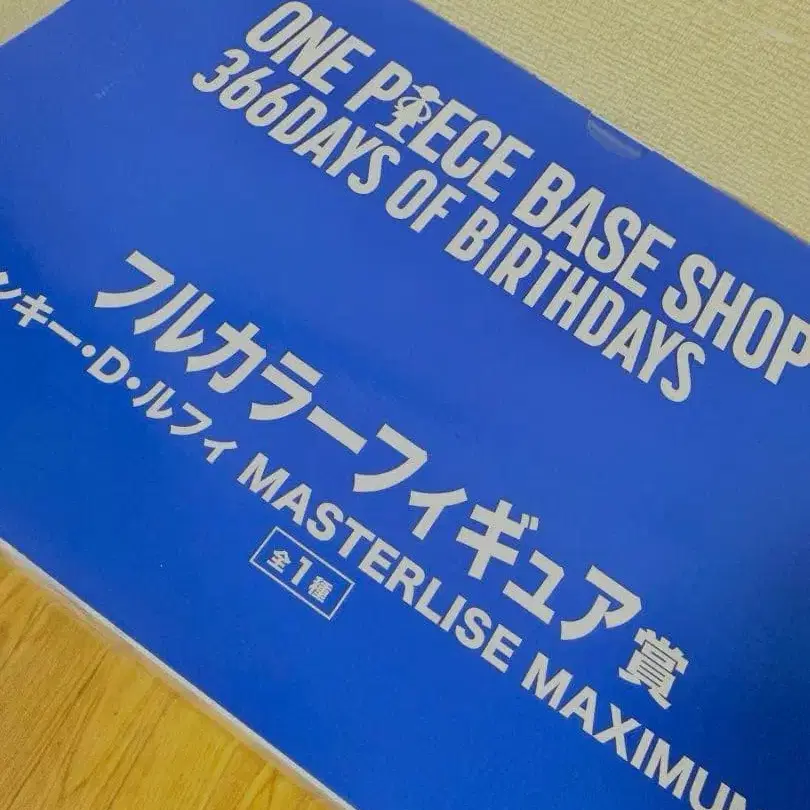 ONE PIECE BASE SHOP
366DAYS OF BIRTHDAYS
フルカラーフィギュア賞
ンキー・D・ルフィ MASTERLISE MAXIMU
全1種